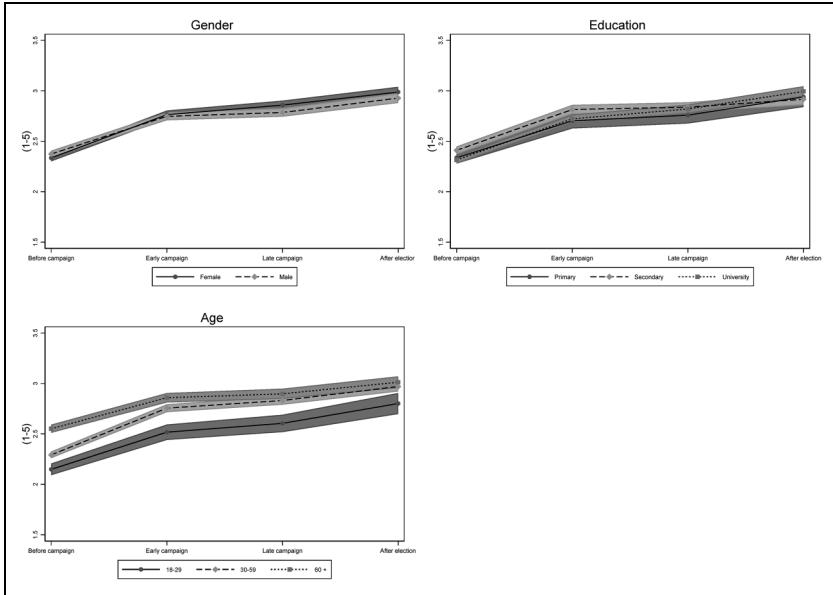 Gender
(1-5)
3.5
3
2.5
2
1.5
Before campaign Early campaign Late campaign After election
Female Male
Education
(1-5)
3.5
3
2.5
2
1.5
Before campaign Early campaign Late campaign After election
Primary Secondary University
Age
(1-5)
3.5
3
2.5
2
1.5
Before campaign Early campaign Late campaign After election
18-29 30-59 60 +